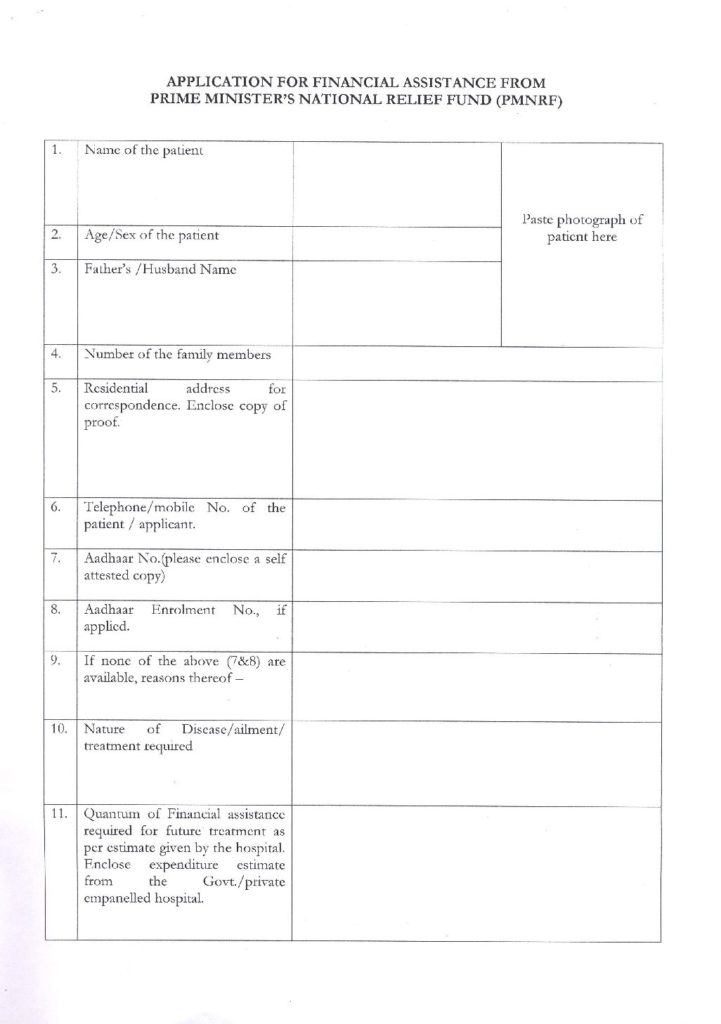 APPLICATION FOR FINANCIAL ASSISTANCE FROM
PRIME MINISTER'S NATIONAL RELIEF FUND (PMNRF)
1. Name of the patient
Paste photograph of
patient here
2. Age/Sex of the patient
3. Father's /Husband Name
4. Number of the family members
5. Residential address for
correspondence. Enclose copy of
proof.
6. Telephone/mobile No. of the
patient / applicant.
7. Aadhaar No.(please enclose a self
attested copy)
8. Aadhaar Enrolment No., if
applied.
9. If none of the above (7&8) are
available, reasons thereof –
10. Nature of Disease/ailment/
treatment required
11. Quantum of Financial assistance
required for future treatment as
per estimate given by the hospital.
Enclose expenditure estimate
from the Govt./private
empanelled hospital.